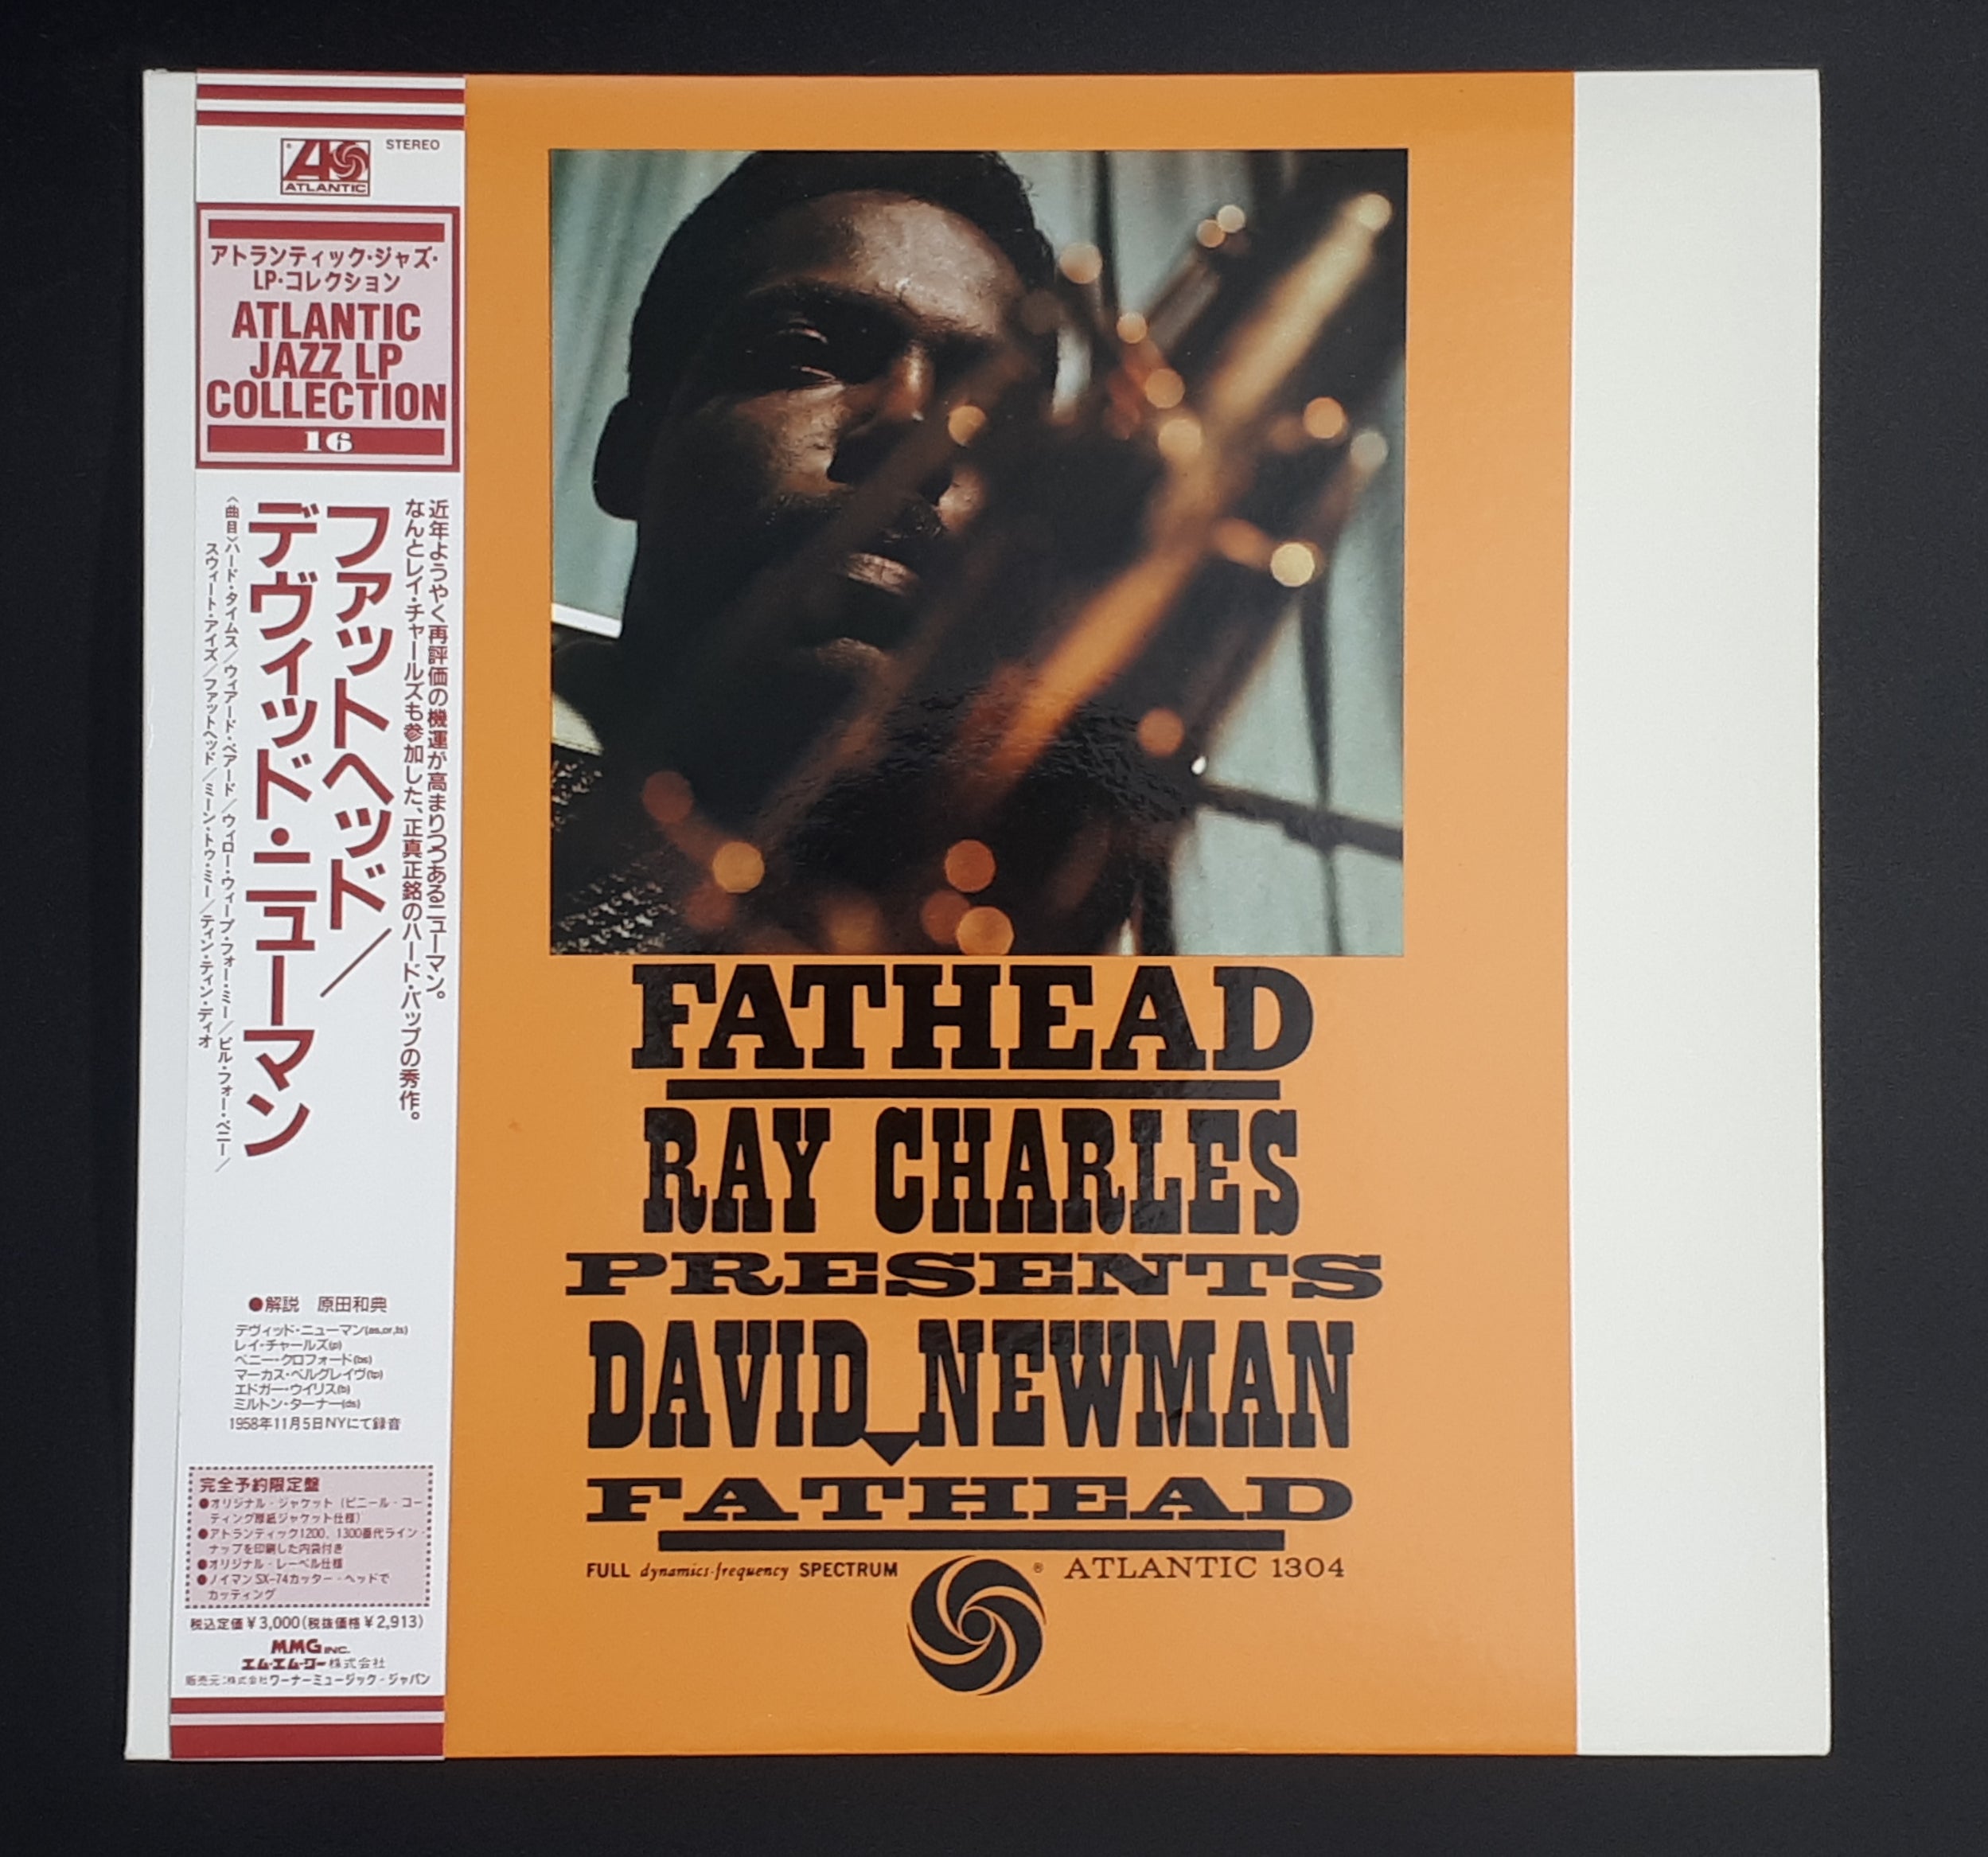 STEREO
ATLANTIC
アトランティック・ジャズ・
LP・コレクション
ATLANTIC
JAZZ LP
COLLECTION
16
近年ようやく再評価の機運が高まりつつあるニューマン。
なんとレイ・チャールズも参加した、正真正銘のハード・バップの秀作。
ファットヘッド／
デヴィッド・ニューマン
〈曲目〉ハード・タイムス／ウィアード・ベアード／ウィロー・ウィープ・フォー・ミー／ビル・フォー・ベニー／
スウィート・アイズ／ファットヘッド／ミーン・トゥ・ミー／ティン・ティン・ディオ
●解説 原田和典
デヴィッド・ニューマン(as,or,ts)
レイ・チャールズ(p)
ベニー・クロフォード(bs)
マーカス・ベルグレイヴ(tp)
エドガー・ウイリス(b)
ミルトン・ターナー(ds)
1958年11月5日NYにて録音
完全予約限定盤
●オリジナル・ジャケット（ビニール・コー
ティング厚紙ジャケット仕様）
●アトランティック1200、1300番代ライン・
ナップを印刷した内袋付き
●オリジナル・レーベル仕様
●ノイマンSX-74カッター・ヘッドで
カッティング
税込定価￥3,000(税抜価格￥2,913)
MMG INC.
エム・エム・ジー株式会社
販売元:株式会社ワーナーミュージック・ジャパン
FATHEAD
RAY CHARLES
PRESENTS
DAVID NEWMAN
FATHEAD
FULL dynamics-frequency SPECTRUM
® ATLANTIC 1304